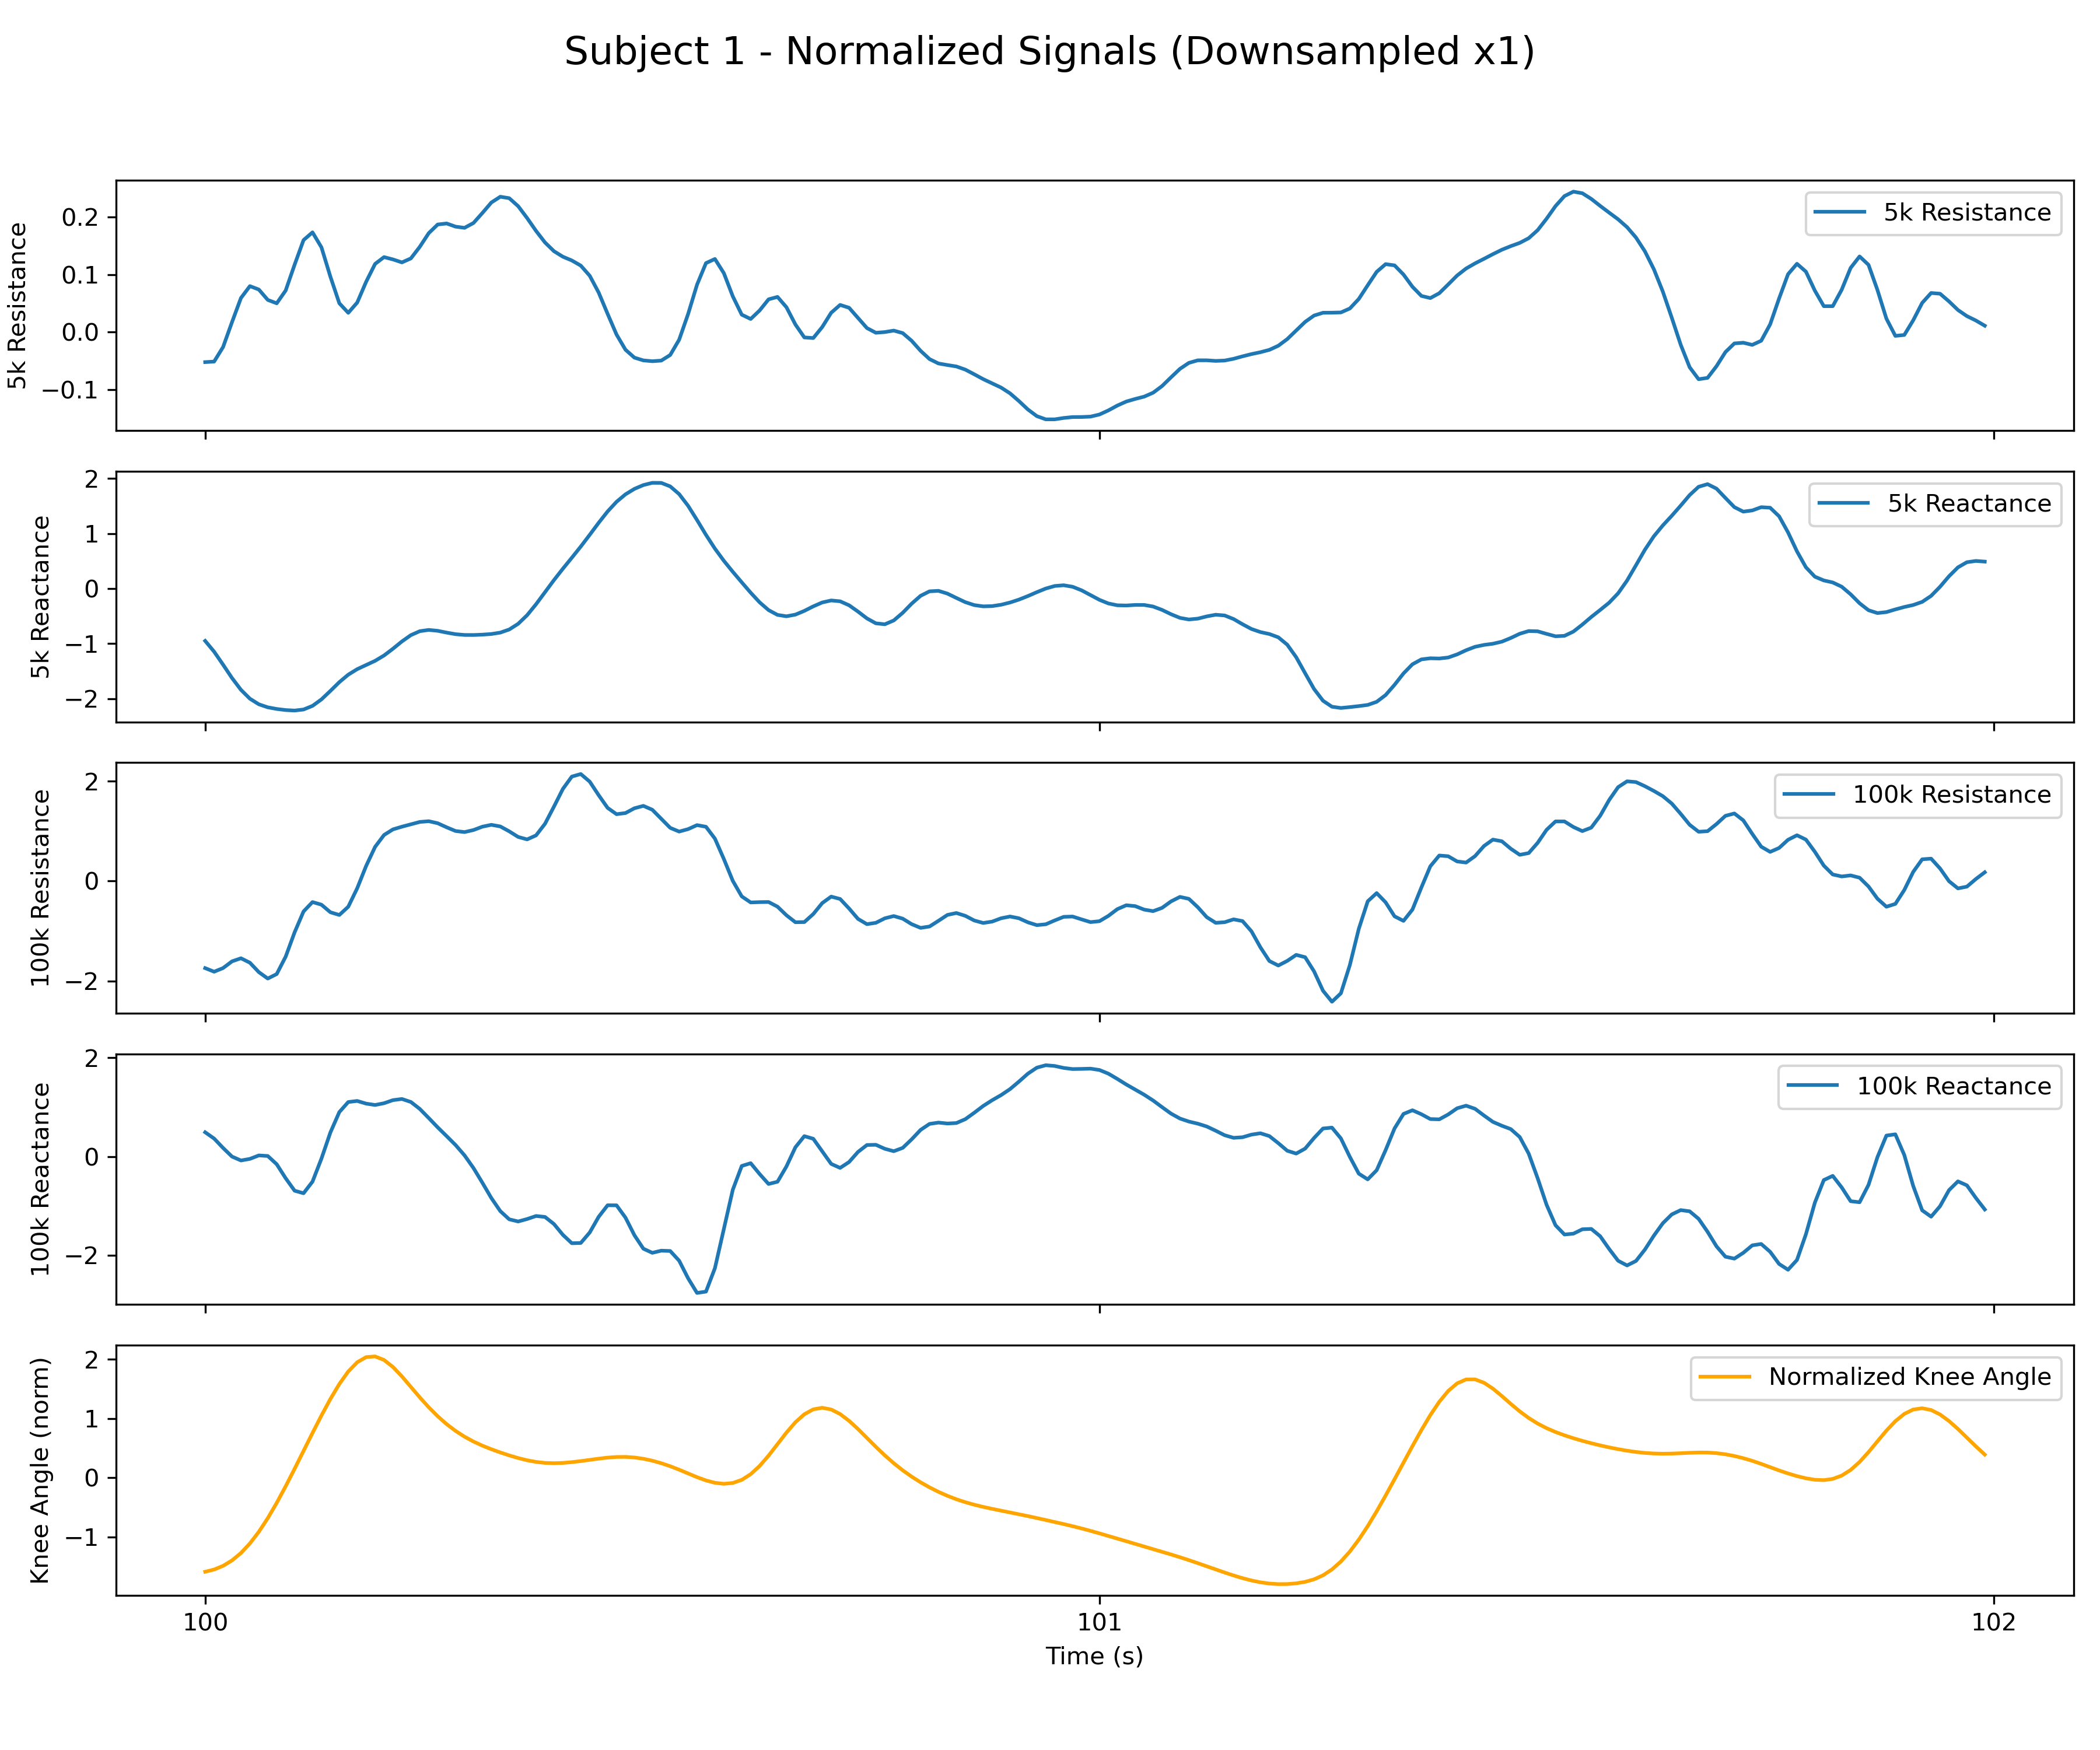 Subject 1 - Normalized Signals (Downsampled x1)
5k Resistance
0.2
0.1
0.0
−0.1
5k Resistance
5k Reactance
2
1
0
−1
−2
5k Reactance
100k Resistance
2
0
−2
100k Resistance
100k Reactance
2
0
−2
100k Reactance
Knee Angle (norm)
2
1
0
−1
Normalized Knee Angle
100 101 102
Time (s)